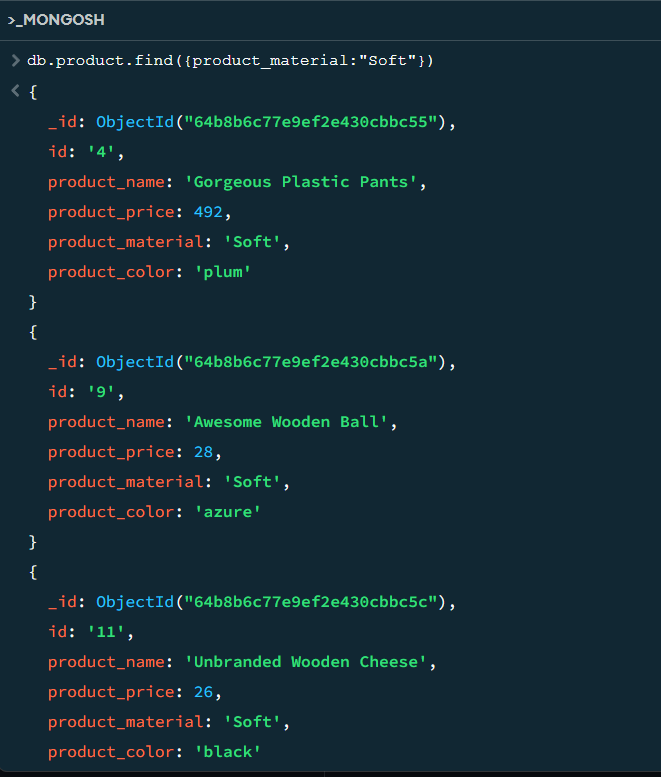 >_MONGOSH
> db.product.find({product_material:"Soft"})
< {
_id: ObjectId("64b8b6c77e9ef2e430cbbc55"),
id: '4',
product_name: 'Gorgeous Plastic Pants',
product_price: 492,
product_material: 'Soft',
product_color: 'plum'
}
{
_id: ObjectId("64b8b6c77e9ef2e430cbbc5a"),
id: '9',
product_name: 'Awesome Wooden Ball',
product_price: 28,
product_material: 'Soft',
product_color: 'azure'
}
{
_id: ObjectId("64b8b6c77e9ef2e430cbbc5c"),
id: '11',
product_name: 'Unbranded Wooden Cheese',
product_price: 26,
product_material: 'Soft',
product_color: 'black'